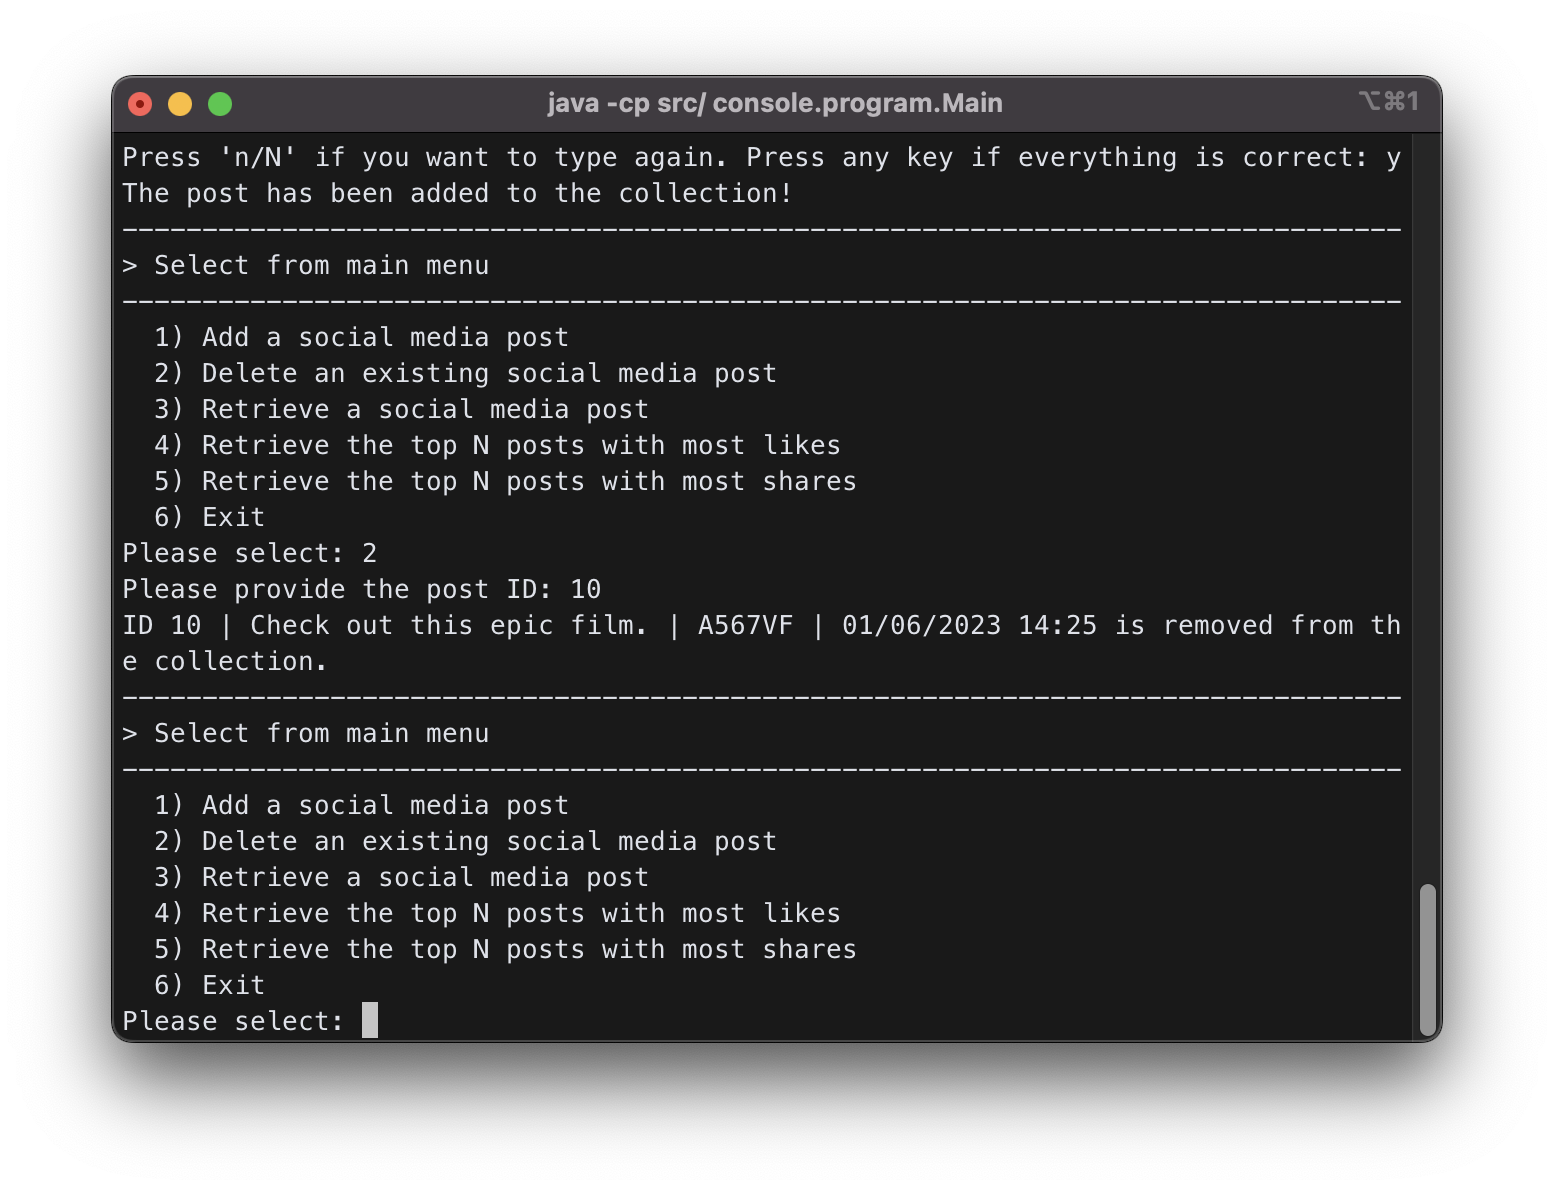 java -cp src/ console.program.Main ⌥⌘1
Press 'n/N' if you want to type again. Press any key if everything is correct: y
The post has been added to the collection!
--------------------------------------------------------------------------------
> Select from main menu
--------------------------------------------------------------------------------
  1) Add a social media post
  2) Delete an existing social media post
  3) Retrieve a social media post
  4) Retrieve the top N posts with most likes
  5) Retrieve the top N posts with most shares
  6) Exit
Please select: 2
Please provide the post ID: 10
ID 10 | Check out this epic film. | A567VF | 01/06/2023 14:25 is removed from th
e collection.
--------------------------------------------------------------------------------
> Select from main menu
--------------------------------------------------------------------------------
  1) Add a social media post
  2) Delete an existing social media post
  3) Retrieve a social media post
  4) Retrieve the top N posts with most likes
  5) Retrieve the top N posts with most shares
  6) Exit
Please select: